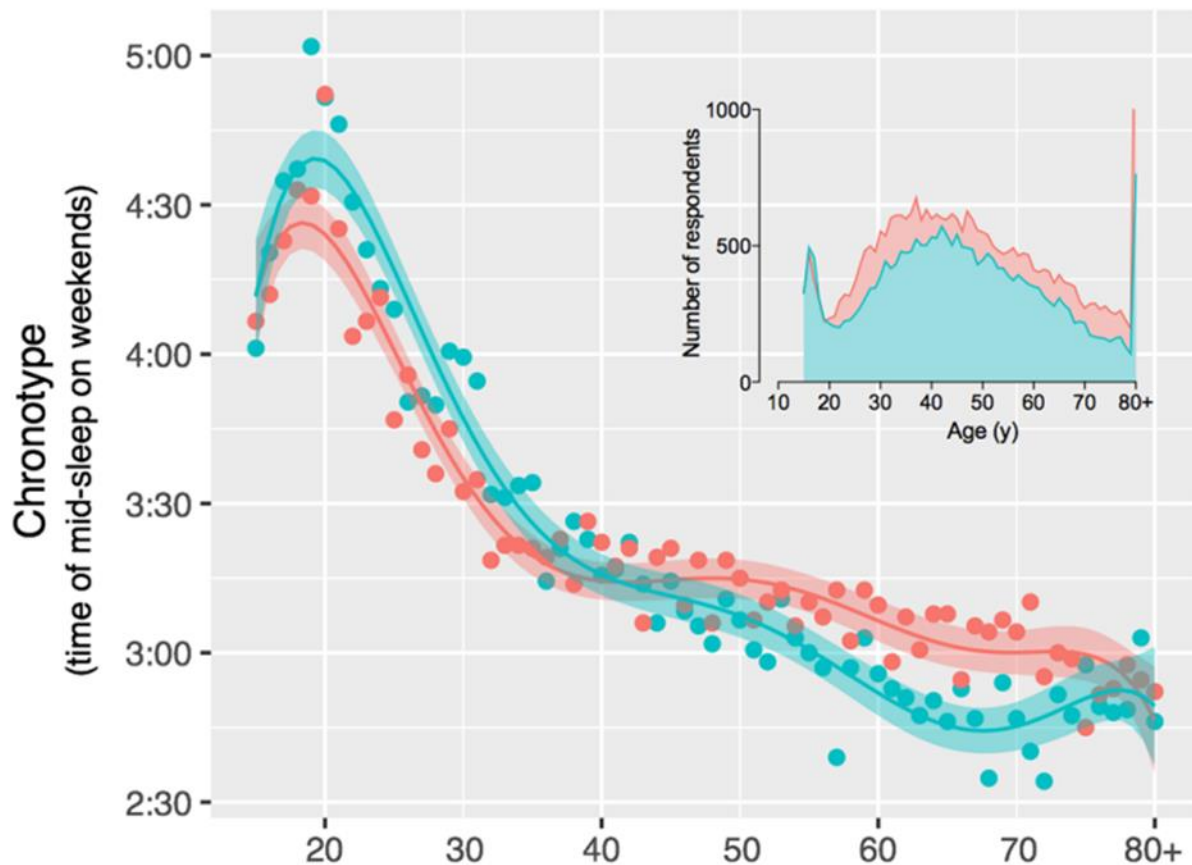 Chronotype
(time of mid-sleep on weekends)
5:00
4:30
4:00
3:30
3:00
2:30
20 30 40 50 60 70 80+
Number of respondents
1000
500
0
10 20 30 40 50 60 70 80+
Age (y)